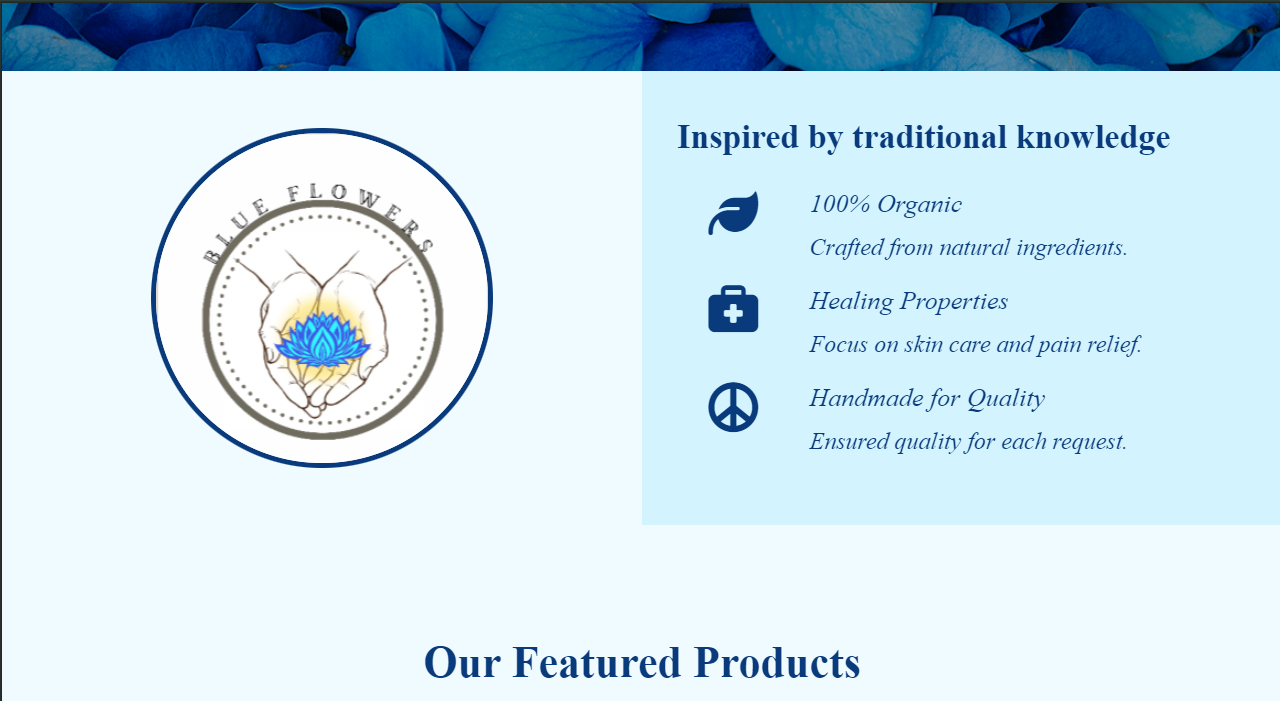 BLUE FLOWERS
Inspired by traditional knowledge
100% Organic
Crafted from natural ingredients.
Healing Properties
Focus on skin care and pain relief.
Handmade for Quality
Ensured quality for each request.
Our Featured Products